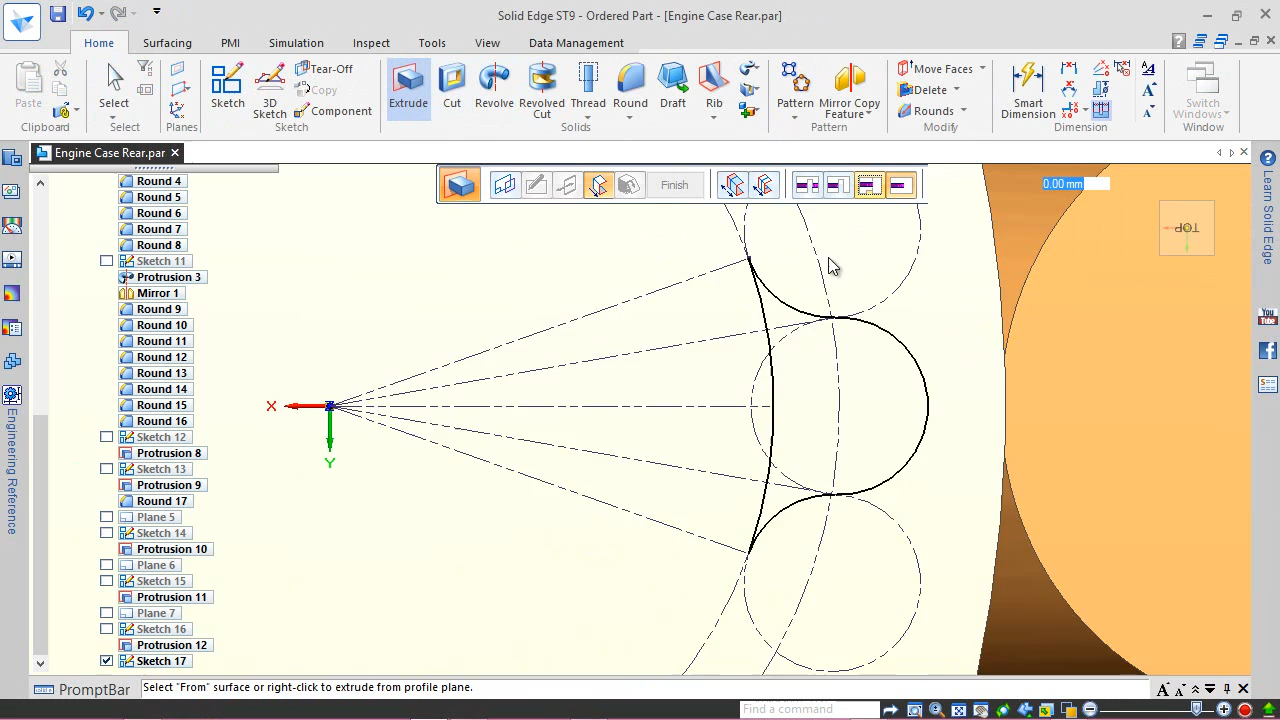 Solid Edge ST9 - Ordered Part - [Engine Case Rear.par]
Home Surfacing PMI Simulation Inspect Tools View Data Management
Paste
Clipboard
Select
Select
Planes
Sketch
3D Sketch
Tear-Off
Copy
Component
Sketch
Extrude
Cut
Revolve
Revolved Cut
Thread
Round
Draft
Rib
Solids
Pattern
Mirror Copy Feature
Pattern
Move Faces
Delete
Rounds
Modify
Smart Dimension
Dimension
Switch Windows
Window
Engine Case Rear.par
Finish
0.00 mm
TOP
Round 4
Round 5
Round 6
Round 7
Round 8
Sketch 11
Protrusion 3
Mirror 1
Round 9
Round 10
Round 11
Round 12
Round 13
Round 14
Round 15
Round 16
Sketch 12
Protrusion 8
Sketch 13
Protrusion 9
Round 17
Plane 5
Sketch 14
Protrusion 10
Plane 6
Sketch 15
Protrusion 11
Plane 7
Sketch 16
Protrusion 12
Sketch 17
X
Y
Engineering Reference
Learn Solid Edge
You Tube
PromptBar
Select "From" surface or right-click to extrude from profile plane.
Find a command